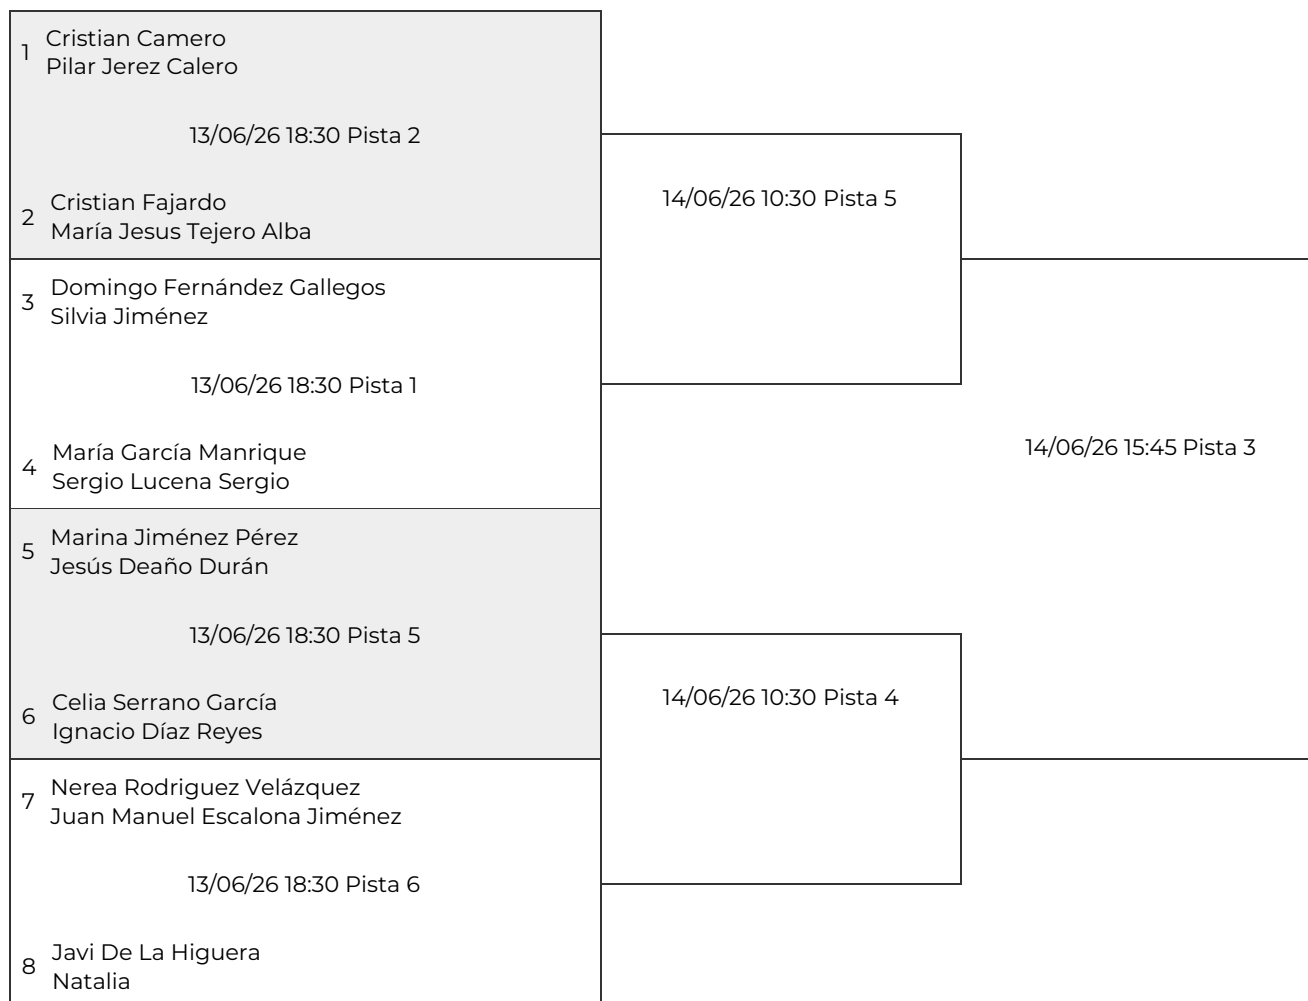 1
Cristian Camero
Pilar Jerez Calero
13/06/26 18:30 Pista 2
2
Cristian Fajardo
María Jesus Tejero Alba
14/06/26 10:30 Pista 5
3
Domingo Fernández Gallegos
Silvia Jiménez
13/06/26 18:30 Pista 1
4
María García Manrique
Sergio Lucena Sergio
14/06/26 15:45 Pista 3
5
Marina Jiménez Pérez
Jesús Deaño Durán
13/06/26 18:30 Pista 5
6
Celia Serrano García
Ignacio Díaz Reyes
14/06/26 10:30 Pista 4
7
Nerea Rodriguez Velázquez
Juan Manuel Escalona Jiménez
13/06/26 18:30 Pista 6
8
Javi De La Higuera
Natalia